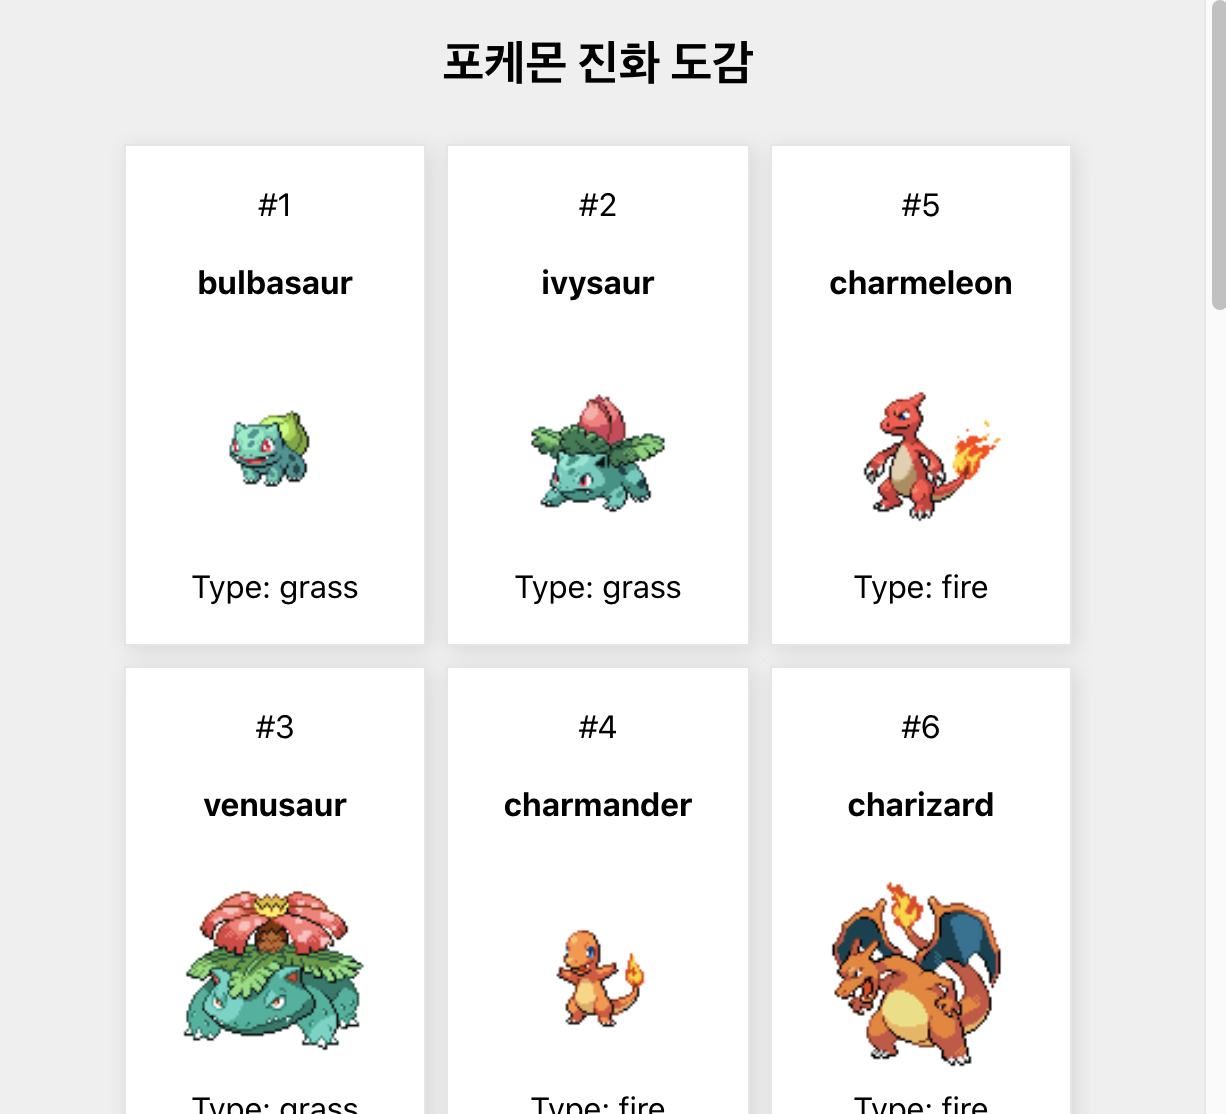 포케몬 진화 도감
#1
bulbasaur
Type: grass
#2
ivysaur
Type: grass
#5
charmeleon
Type: fire
#3
venusaur
Type: grass
#4
charmander
Type: fire
#6
charizard
Type: fire